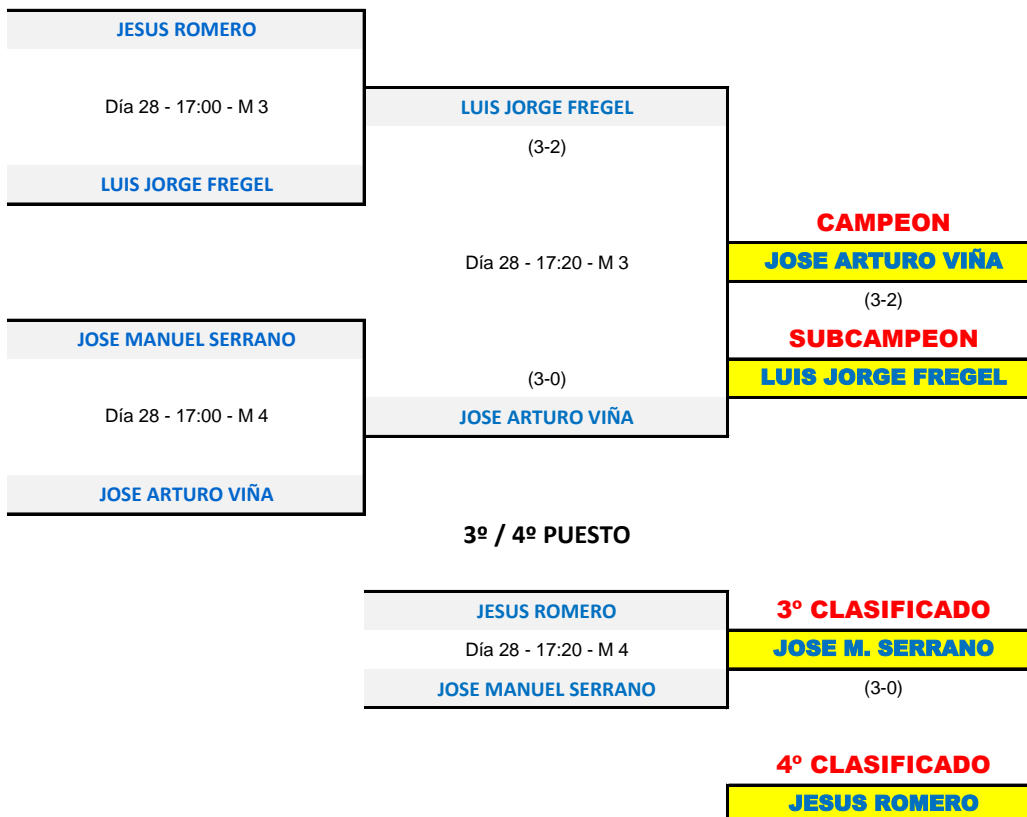 JESUS ROMERO
Día 28 - 17:00 - M 3
LUIS JORGE FREGEL
LUIS JORGE FREGEL
(3-2)
Día 28 - 17:20 - M 3
CAMPEON
JOSE ARTURO VIÑA
(3-2)
SUBCAMPEON
LUIS JORGE FREGEL
JOSE MANUEL SERRANO
Día 28 - 17:00 - M 4
JOSE ARTURO VIÑA
(3-0)
JOSE ARTURO VIÑA
3º / 4º PUESTO
JESUS ROMERO
Día 28 - 17:20 - M 4
JOSE MANUEL SERRANO
3º CLASIFICADO
JOSE M. SERRANO
(3-0)
4º CLASIFICADO
JESUS ROMERO